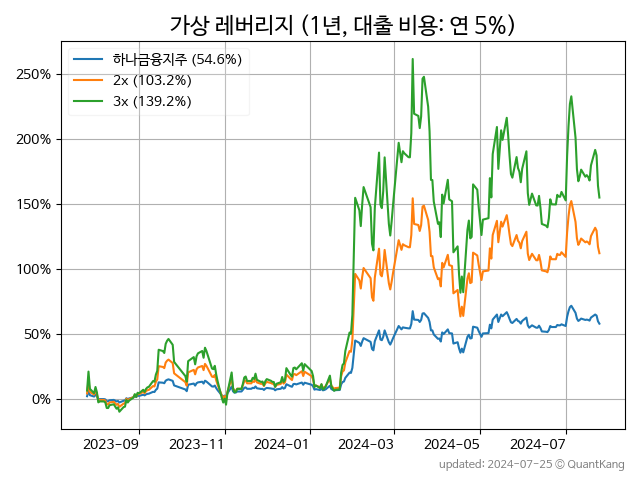 가상 레버리지 (1년, 대출 비용: 연 5%)
하나금융지주 (54.6%)
2x (103.2%)
3x (139.2%)
250%
200%
150%
100%
50%
0%
2023-09 2023-11 2024-01 2024-03 2024-05 2024-07
updated: 2024-07-25 © QuantKang